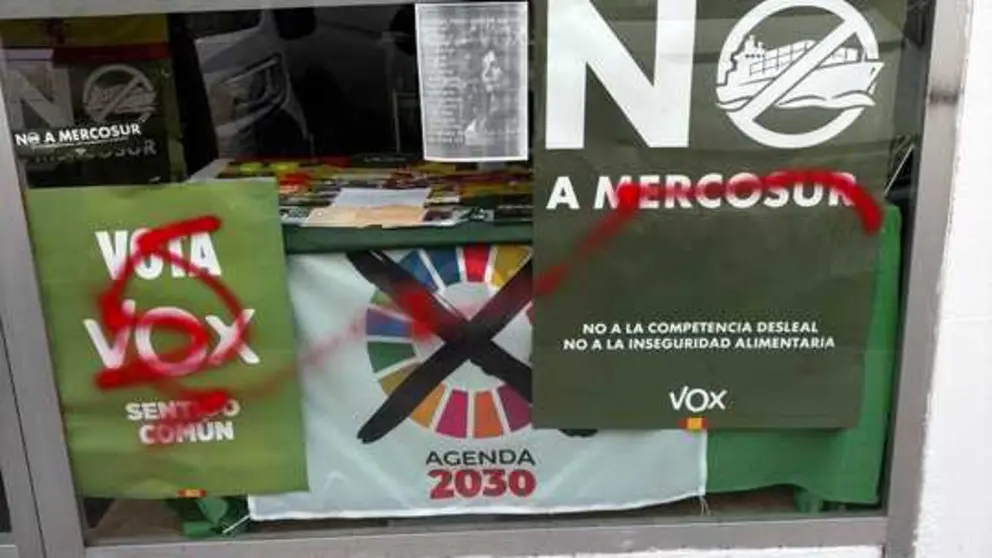 NO
NO A MERCOSUR
MERCOSUR
VOTA
VOX
SENTIDO
COMÚN
AGENDA
2030
NO
A MERCOSUR
NO A LA COMPETENCIA DESLEAL
NO A LA INSEGURIDAD ALIMENTARIA
VOX